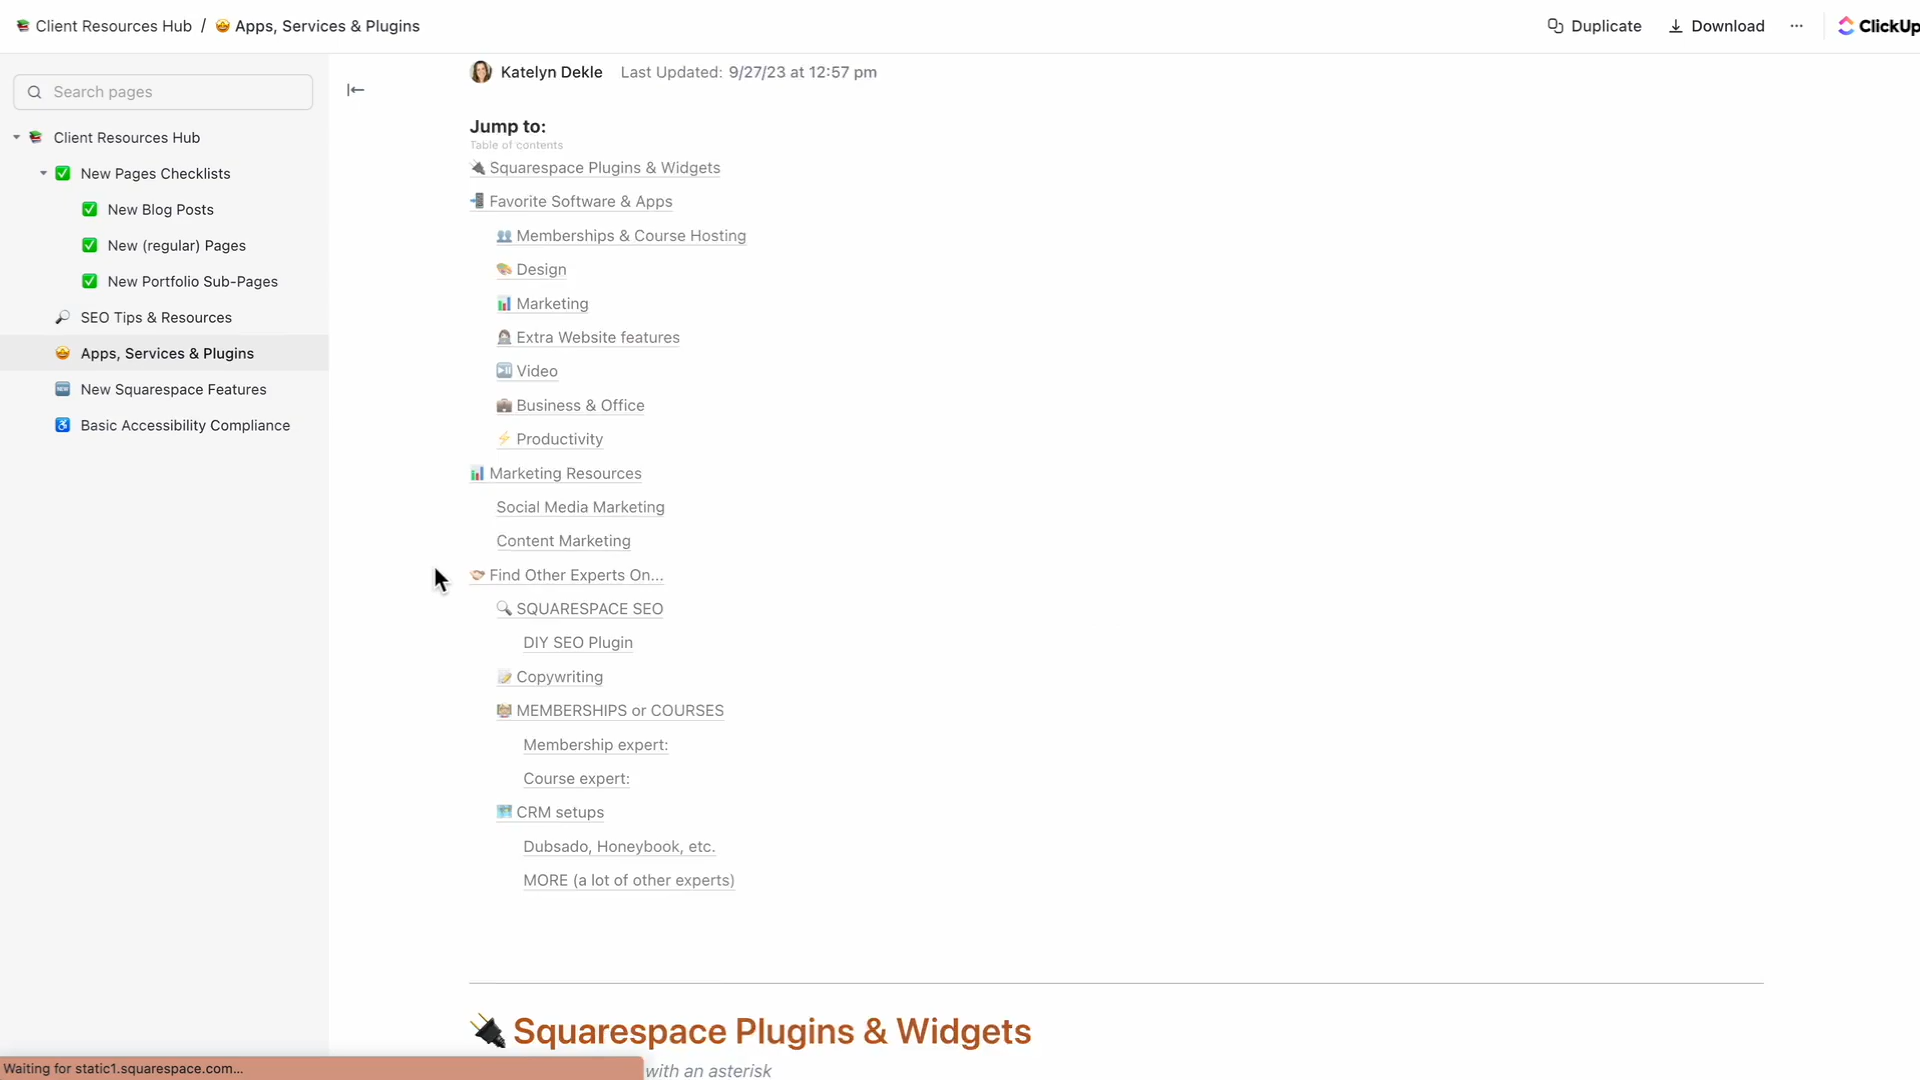 Client Resources Hub / Apps, Services & Plugins
Duplicate
Download
ClickUp
Search pages
Client Resources Hub
New Pages Checklists
New Blog Posts
New (regular) Pages
New Portfolio Sub-Pages
SEO Tips & Resources
Apps, Services & Plugins
New Squarespace Features
Basic Accessibility Compliance
Katelyn Dekle Last Updated: 9/27/23 at 12:57 pm
Jump to:
Table of contents
Squarespace Plugins & Widgets
Favorite Software & Apps
Memberships & Course Hosting
Design
Marketing
Extra Website features
Video
Business & Office
Productivity
Marketing Resources
Social Media Marketing
Content Marketing
Find Other Experts On...
SQUARESPACE SEO
DIY SEO Plugin
Copywriting
MEMBERSHIPS or COURSES
Membership expert:
Course expert:
CRM setups
Dubsado, Honeybook, etc.
MORE (a lot of other experts)
Squarespace Plugins & Widgets
with an asterisk
Waiting for static1.squarespace.com...